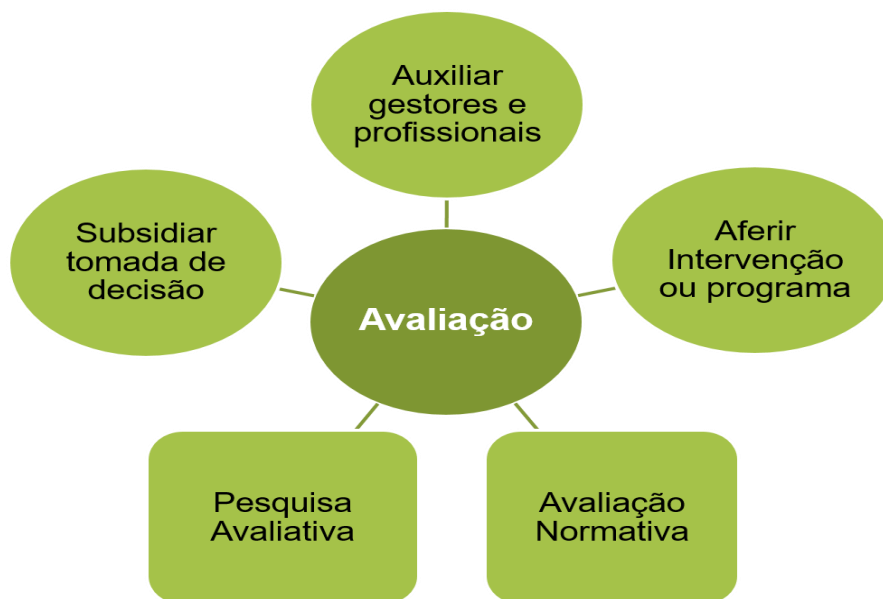 Auxiliar
gestores e
profissionais
Subsidiar
tomada de
decisão
Aferir
Intervenção
ou programa
Avaliação
Pesquisa
Avaliativa
Avaliação
Normativa